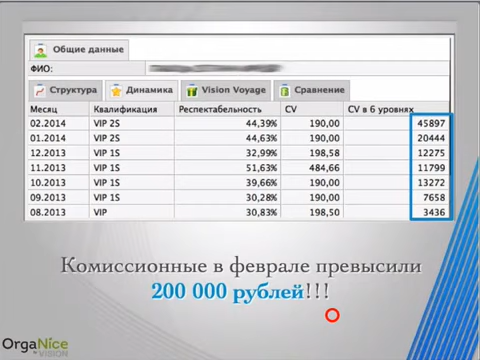 Общие данные
ФИО:
Структура Динамика Vision Voyage Сравнение
Месяц Квалификация Респектабельность CV CV в 6 уровнях
02.2014 VIP 2S 44,39% 190,00 45897
01.2014 VIP 2S 44,63% 190,00 20444
12.2013 VIP 1S 32,99% 198,58 12275
11.2013 VIP 1S 51,63% 484,66 11799
10.2013 VIP 1S 39,66% 190,00 13272
09.2013 VIP 1S 30,28% 190,00 7658
08.2013 VIP 30,83% 198,50 3436
Комиссионные в феврале превысили
200 000 рублей!!!
OrgaNice
by VISION